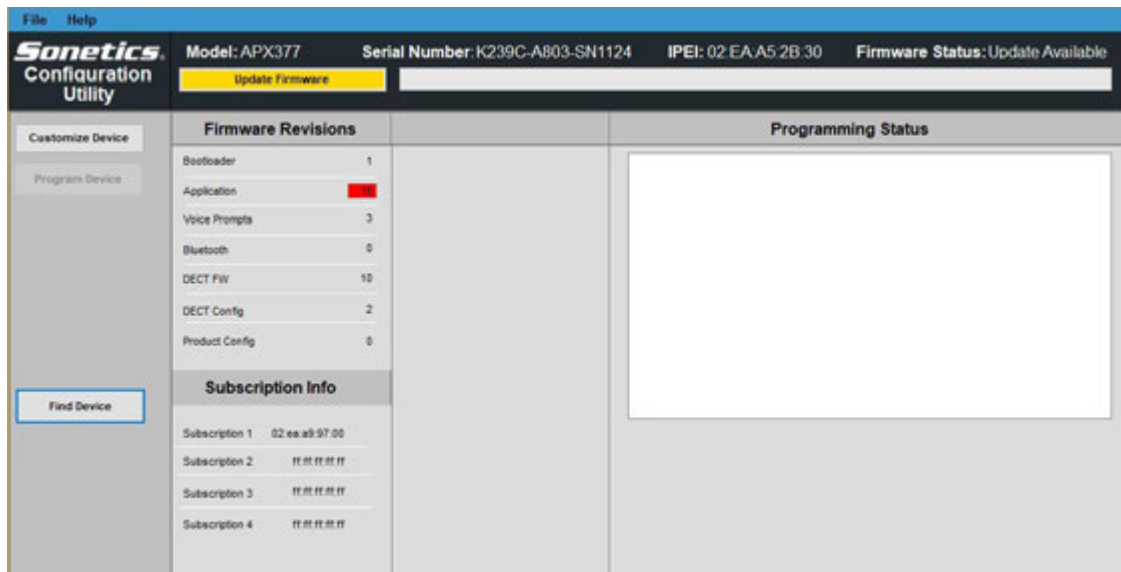 File Help
Sonetics.
Configuration
Utility
Model: APX377 Serial Number: K239C-A803-SN1124 IPEI: 02:EA:A5:2B:30 Firmware Status: Update Available
Update Firmware
Customize Device
Program Device
Find Device
Firmware Revisions
Bootloader 1
Application
Voice Prompts 3
Bluetooth 0
DECT FW 10
DECT Config 2
Product Config 0
Subscription Info
Subscription 1 02:ea:a9:97:00
Subscription 2 ff:ff:ff:ff:ff
Subscription 3 ff:ff:ff:ff:ff
Subscription 4 ff:ff:ff:ff:ff
Programming Status